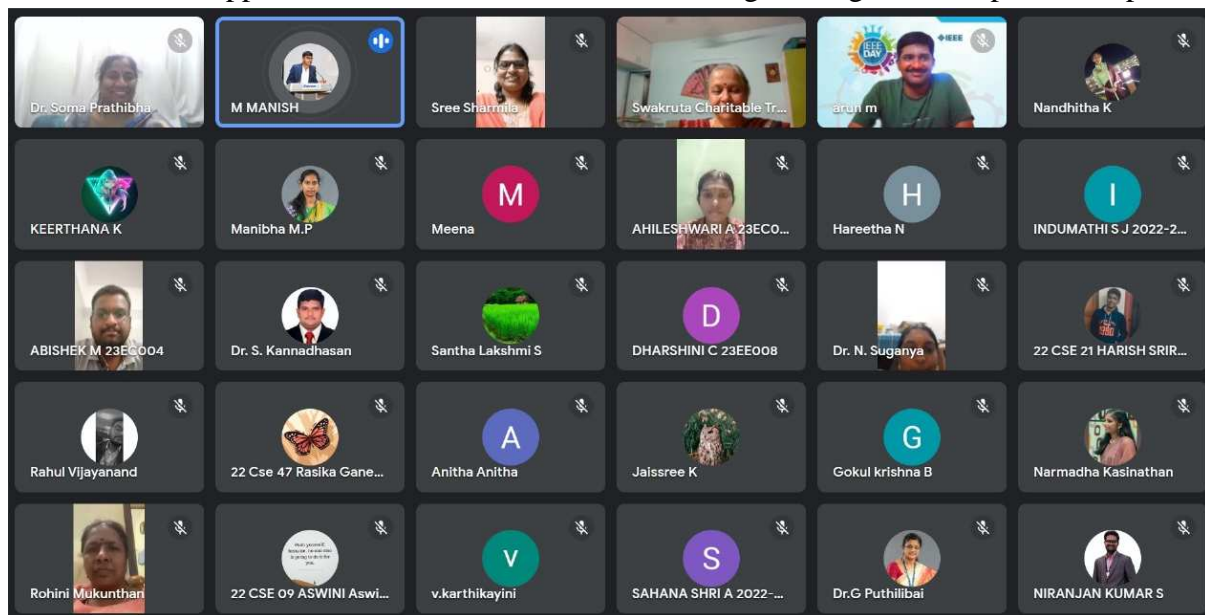 Dr. Soma Prathibha
M MANISH
Sree Sharmila
Swakruta Charitable Tr...
IEEE
DAY
IEEE
arun m
Nandhitha K
KEERTHANA K
Manibha M.P
M
Meena
AHILESHWARI A 23ECO...
H
Hareetha N
I
INDUMATHI S J 2022-2...
ABISHEK M 23EC004
Dr. S. Kannadhasan
Santha Lakshmi S
D
DHARSHINI C 23EE008
Dr. N. Suganya
22 CSE 21 HARISH SRIR...
Rahul Vijayanand
22 Cse 47 Rasika Gane...
A
Anitha Anitha
Jaissree K
G
Gokul krishna B
Narmadha Kasinathan
Rohini Mukunthan
22 CSE 09 ASWINI Aswi...
v
v.karthikayini
S
SAHANA SHRI A 2022-...
Dr.G Puthilibai
NIRANJAN KUMAR S